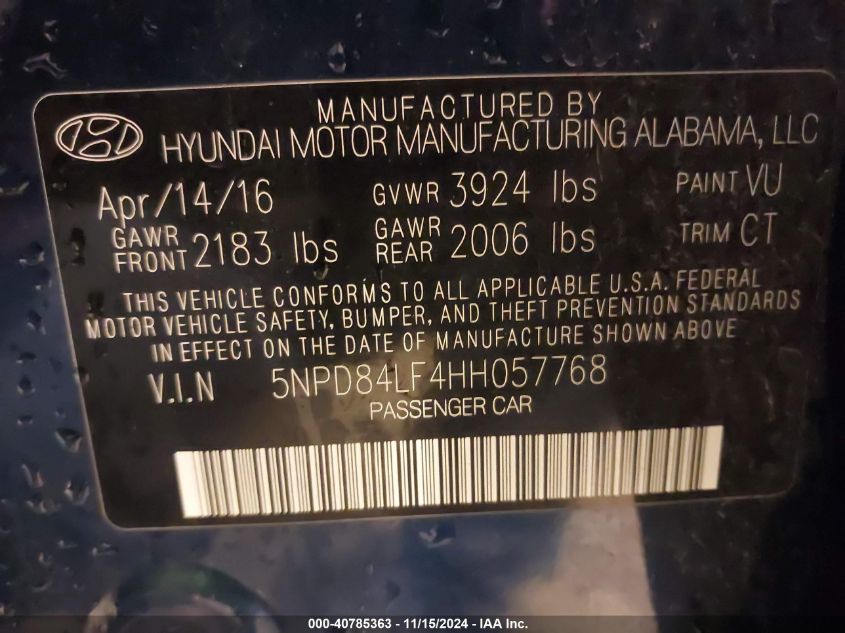 MANUFACTURED BY
HYUNDAI MOTOR MANUFACTURING ALABAMA, LLC
Apr/14/16 GVWR 3924 lbs PAINT VU
GAWR FRONT 2183 lbs GAWR REAR 2006 lbs TRIM CT
THIS VEHICLE CONFORMS TO ALL APPLICABLE U.S.A. FEDERAL
MOTOR VEHICLE SAFETY, BUMPER, AND THEFT PREVENTION STANDARDS
IN EFFECT ON THE DATE OF MANUFACTURE SHOWN ABOVE
V.I.N 5NPD84LF4HH057768
PASSENGER CAR
000-40785363 - 11/15/2024 - IAA Inc.